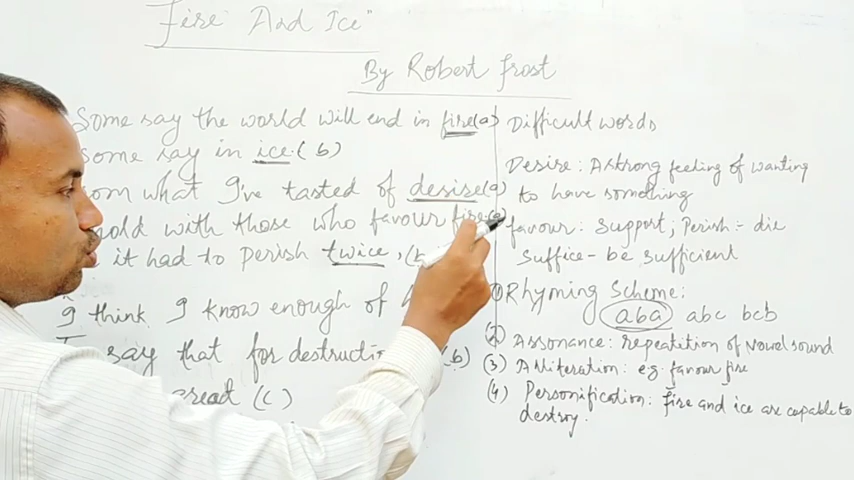 "Fire And Ice"
By Robert Frost
Some say the world will end in fire(a)
some say in ice.(b)
from what I've tasted of desire(a)
hold with those who favour fire.(a)
it had to perish twice,(b
I think I know enough of
say that for destructi (b)
great (c)
Difficult words
Desire: A strong feeling of wanting
to have something
favour: Support; Perish:- die
Suffice- be sufficient
Rhyming Scheme:
aba abc bcb
(2) Assonance: repeatition of vowel sound
(3) Alliteration: eg favour fire
(4) Personification: fire and ice are capable to
destroy.